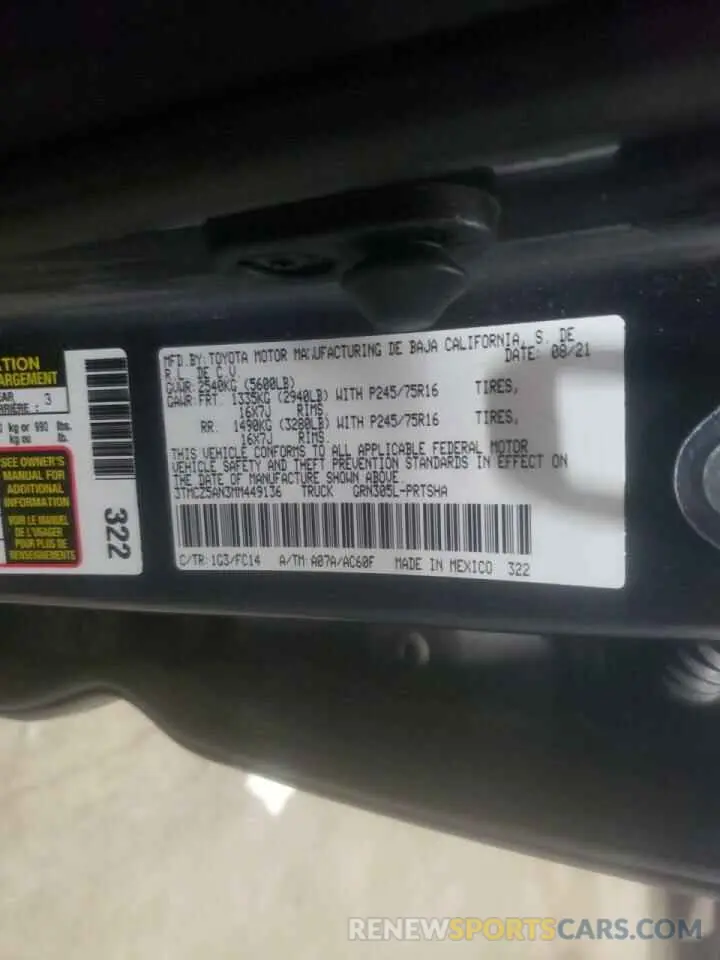 ATION
ARGEMENT
EAR
RRIÈRE : 3
kg or 990 lbs.
kg ou lb.
SEE OWNER'S
MANUAL FOR
ADDITIONAL
INFORMATION
VOIR LE MANUEL
DE L'USAGER
POUR PLUS DE
RENSEIGNEMENTS
322
MFD. BY: TOYOTA MOTOR MANUFACTURING DE BAJA CALIFORNIA, S. DE
R.L. DE C.V. DATE: 08/21
GVWR: 2540KG (5600LB)
GAWR: FRT. 1335KG (2940LB) WITH P245/75R16 TIRES,
16X7J RIMS.
RR. 1490KG (3280LB) WITH P245/75R16 TIRES,
16X7J RIMS.
THIS VEHICLE CONFORMS TO ALL APPLICABLE FEDERAL MOTOR
VEHICLE SAFETY AND THEFT PREVENTION STANDARDS IN EFFECT ON
THE DATE OF MANUFACTURE SHOWN ABOVE.
3TMCZ5AN3MM449136 TRUCK GRN305L-PRTSHA
C/TR: 1G3/FC14 A/TM: A07A/AC60F MADE IN MEXICO 322
RENEWSPORTSCARS.COM